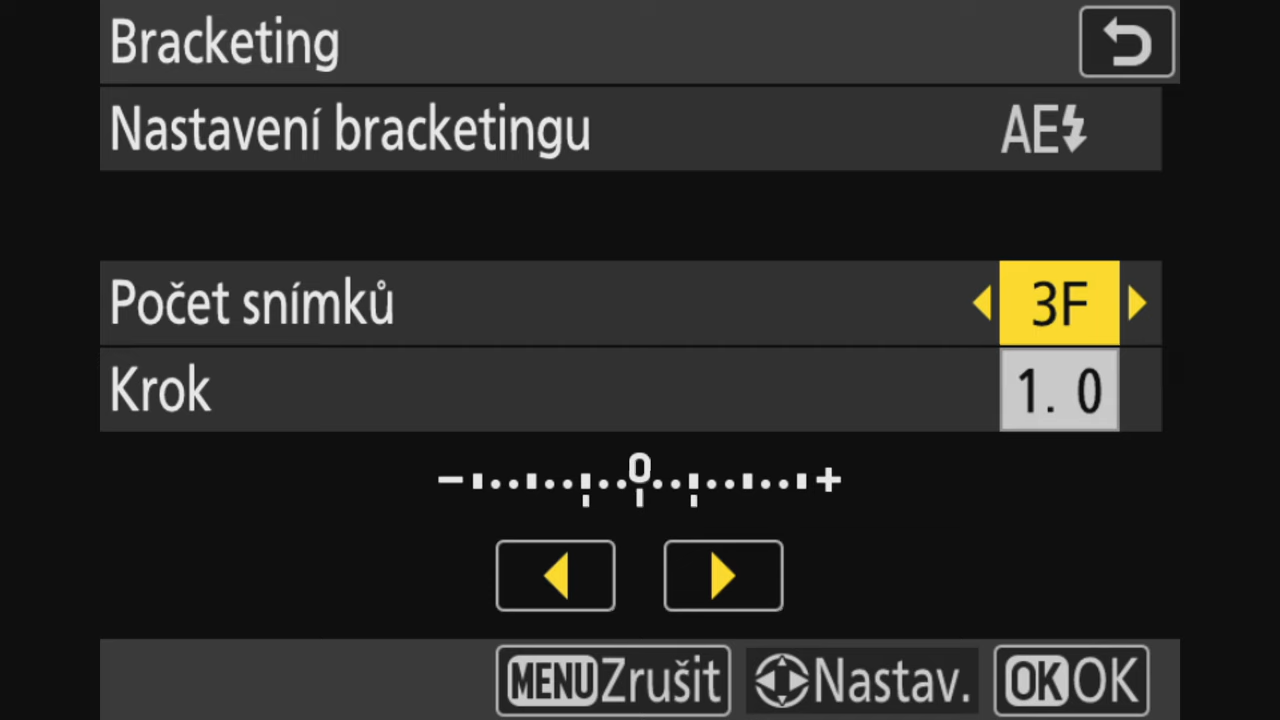 Bracketing
Nastavení bracketingu AE
Počet snímků 3F
Krok 1. 0
− 0 +
MENU Zrušit Nastav. OK OK